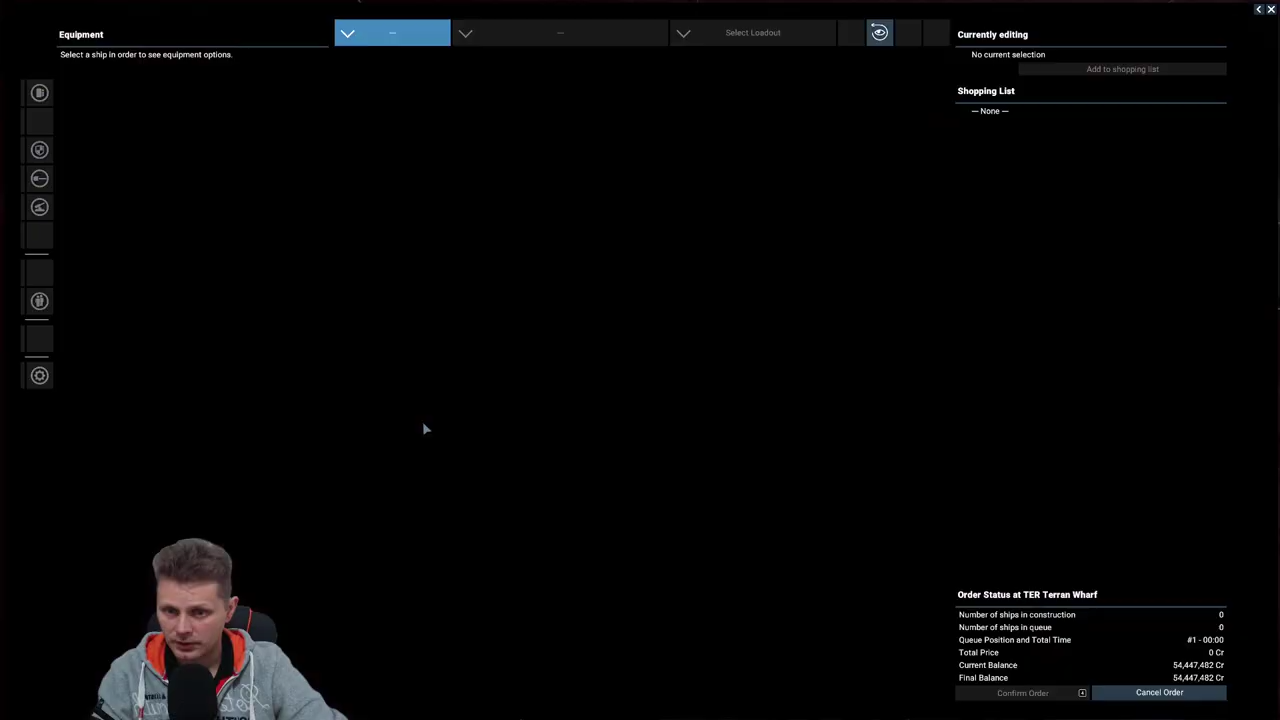 Equipment
Select a ship in order to see equipment options.
—
—
Select Loadout
Currently editing
No current selection
Add to shopping list
Shopping List
— None —
Order Status at TER Terran Wharf
Number of ships in construction 0
Number of ships in queue 0
Queue Position and Total Time #1 - 00:00
Total Price 0 Cr
Current Balance 54,447,482 Cr
Final Balance 54,447,482 Cr
Confirm Order
Cancel Order